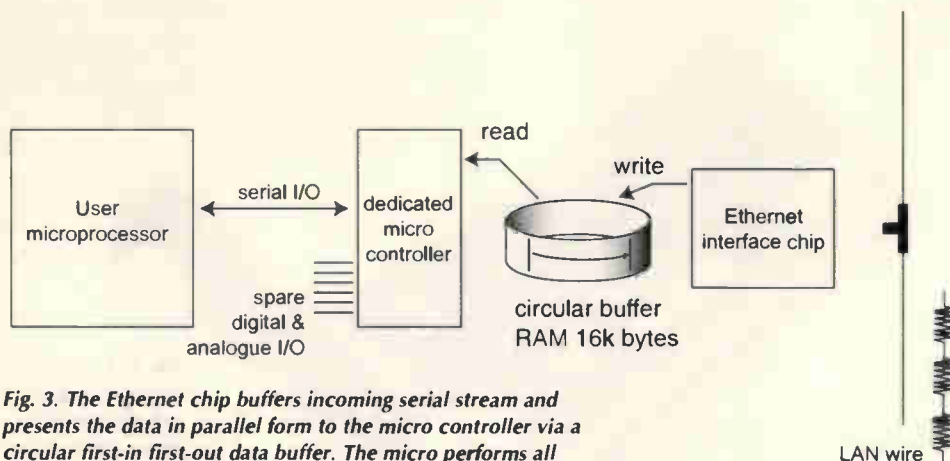 read
write
User
microprocessor
serial I/O
dedicated
micro
controller
Ethernet
interface chip
spare
digital &
analogue I/O
circular buffer
RAM 16k bytes
Fig. 3. The Ethernet chip buffers incoming serial stream and
presents the data in parallel form to the micro controller via a
circular first-in first-out data buffer. The micro performs all
LAN wire